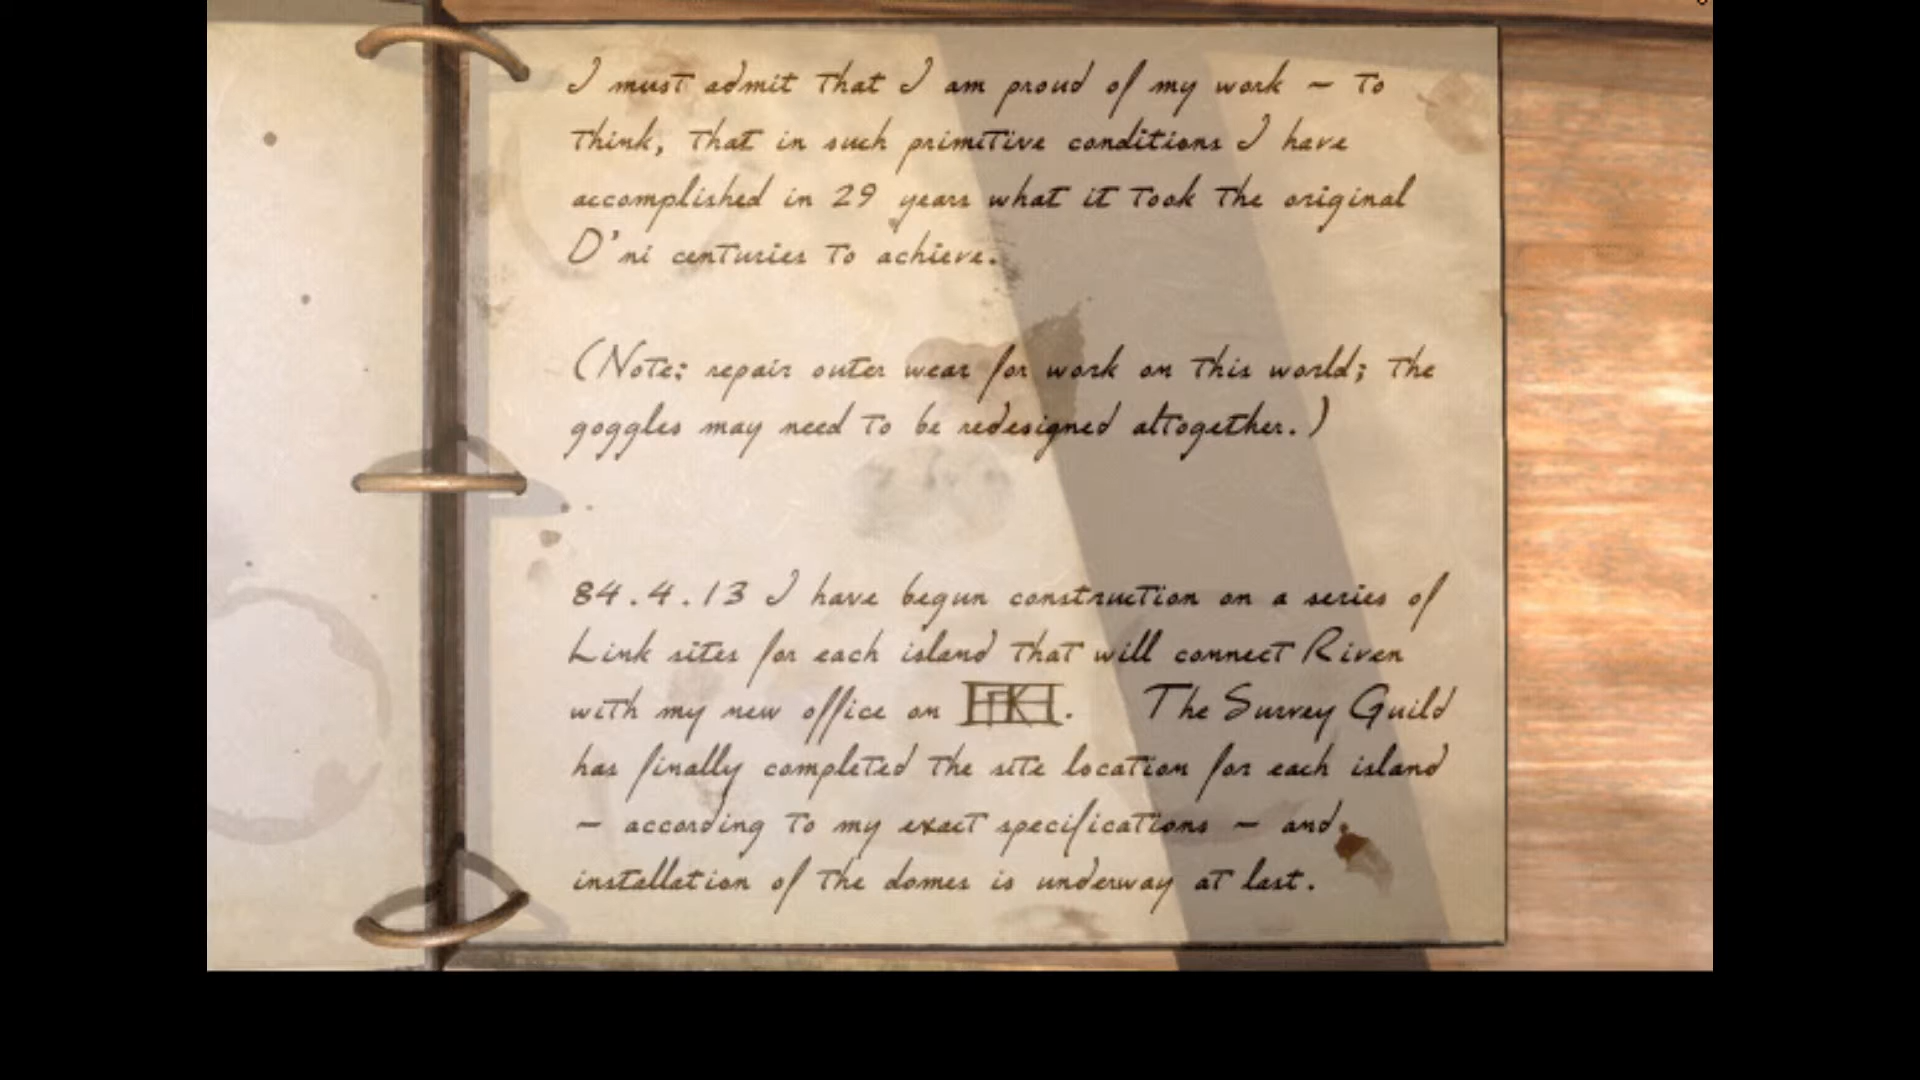 I must admit that I am proud of my work – to
think, that in such primitive conditions I have
accomplished in 29 years what it took the original
D'ni centuries to achieve.
(Note: repair outer wear for work on this world; the
goggles may need to be redesigned altogether.)
84.4.13 I have begun construction on a series of
Link sites for each island that will connect Riven
with my new office on . The Survey Guild
has finally completed the site location for each island
– according to my exact specifications – and
installation of the domes is underway at last.